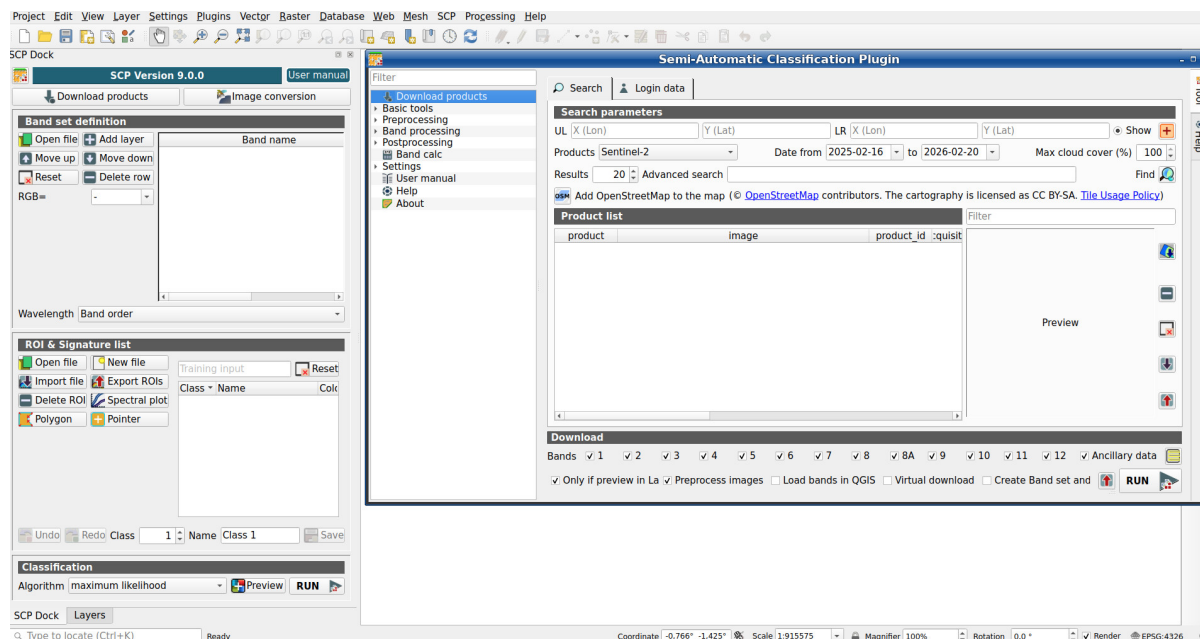 Project Edit View Layer Settings Plugins Vector Raster Database Web Mesh SCP Processing Help
SCP Dock
SCP Version 9.0.0 User manual
Download products Image conversion
Band set definition
Open file Add layer Band name
Move up Move down
Reset Delete row
RGB= -
Wavelength Band order
ROI & Signature list
Open file New file Training input Reset
Import file Export ROIs Class Name
Delete ROI Spectral plot
Polygon Pointer
Undo Redo Class 1 Name Class 1 Save
Classification
Algorithm maximum likelihood Preview RUN
SCP Dock Layers
Semi-Automatic Classification Plugin
Filter
Download products
Basic tools
Preprocessing
Band processing
Postprocessing
Band calc
Settings
User manual
Help
About
Search Login data
Search parameters
UL X (Lon) Y (Lat) LR X (Lon) Y (Lat) Show
Products Sentinel-2 Date from 2025-02-16 to 2026-02-20 Max cloud cover (%) 100
Results 20 Advanced search Find
OSM Add OpenStreetMap to the map (© OpenStreetMap contributors. The cartography is licensed as CC BY-SA. Tile Usage Policy)
Product list Filter
product image product_id
Preview
Download
Bands 1 2 3 4 5 6 7 8 8A 9 10 11 12 Ancillary data
Only if preview in La Preprocess images Load bands in QGIS Virtual download Create Band set and RUN
Help
Type to locate (Ctrl+K) Ready Coordinate -0.766° -1.425° Scale 1:915575 Magnifier 100% Rotation 0.0 ° Render EPSG:4326